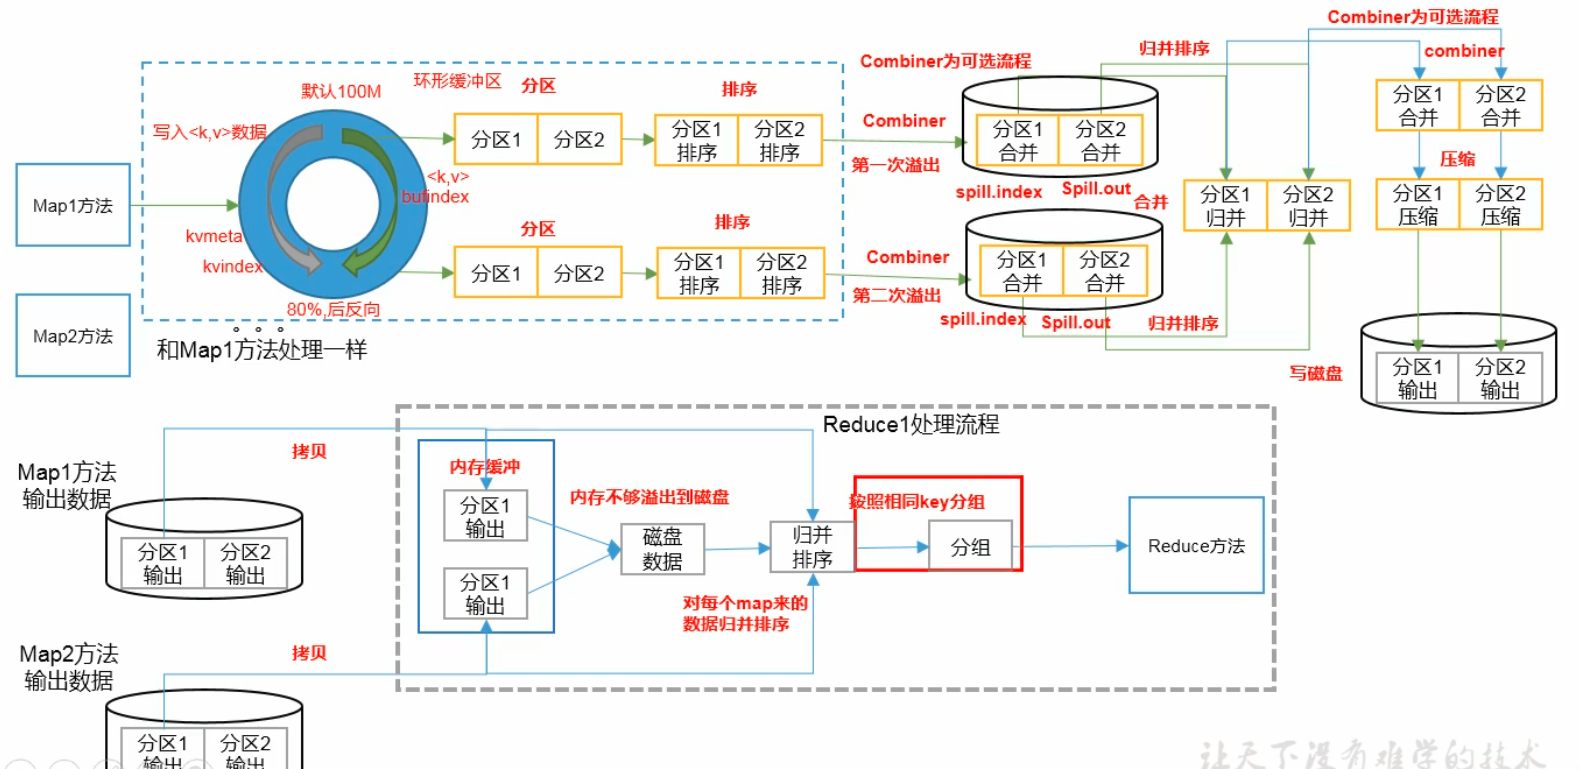 Combiner为可选流程
归并排序
combiner
Combiner为可选流程
默认100M
环形缓冲区
分区
排序
分区1
合并
分区2
合并
写入<k,v>数据
分区1
分区2
分区1
排序
分区2
排序
Combiner
分区1
合并
分区2
合并
第一次溢出
压缩
Map1方法
<k,v>
bufindex
spill.index
Spill.out
合并
分区1
归并
分区2
归并
分区1
压缩
分区2
压缩
kvmeta
kvindex
分区
排序
分区1
分区2
分区1
排序
分区2
排序
Combiner
分区1
合并
分区2
合并
第二次溢出
80%,后反向
spill.index
Spill.out
归并排序
Map2方法
。。。
和Map1方法处理一样
写磁盘
分区1
输出
分区2
输出
Reduce1处理流程
拷贝
Map1方法
输出数据
内存缓冲
内存不够溢出到磁盘
按照相同key分组
分区1
输出
磁盘
数据
归并
排序
分组
Reduce方法
分区1
输出
分区2
输出
分区1
输出
对每个map来的
数据归并排序
Map2方法
输出数据
拷贝
分区1
输出
分区2
输出
让天下没有难学的技术